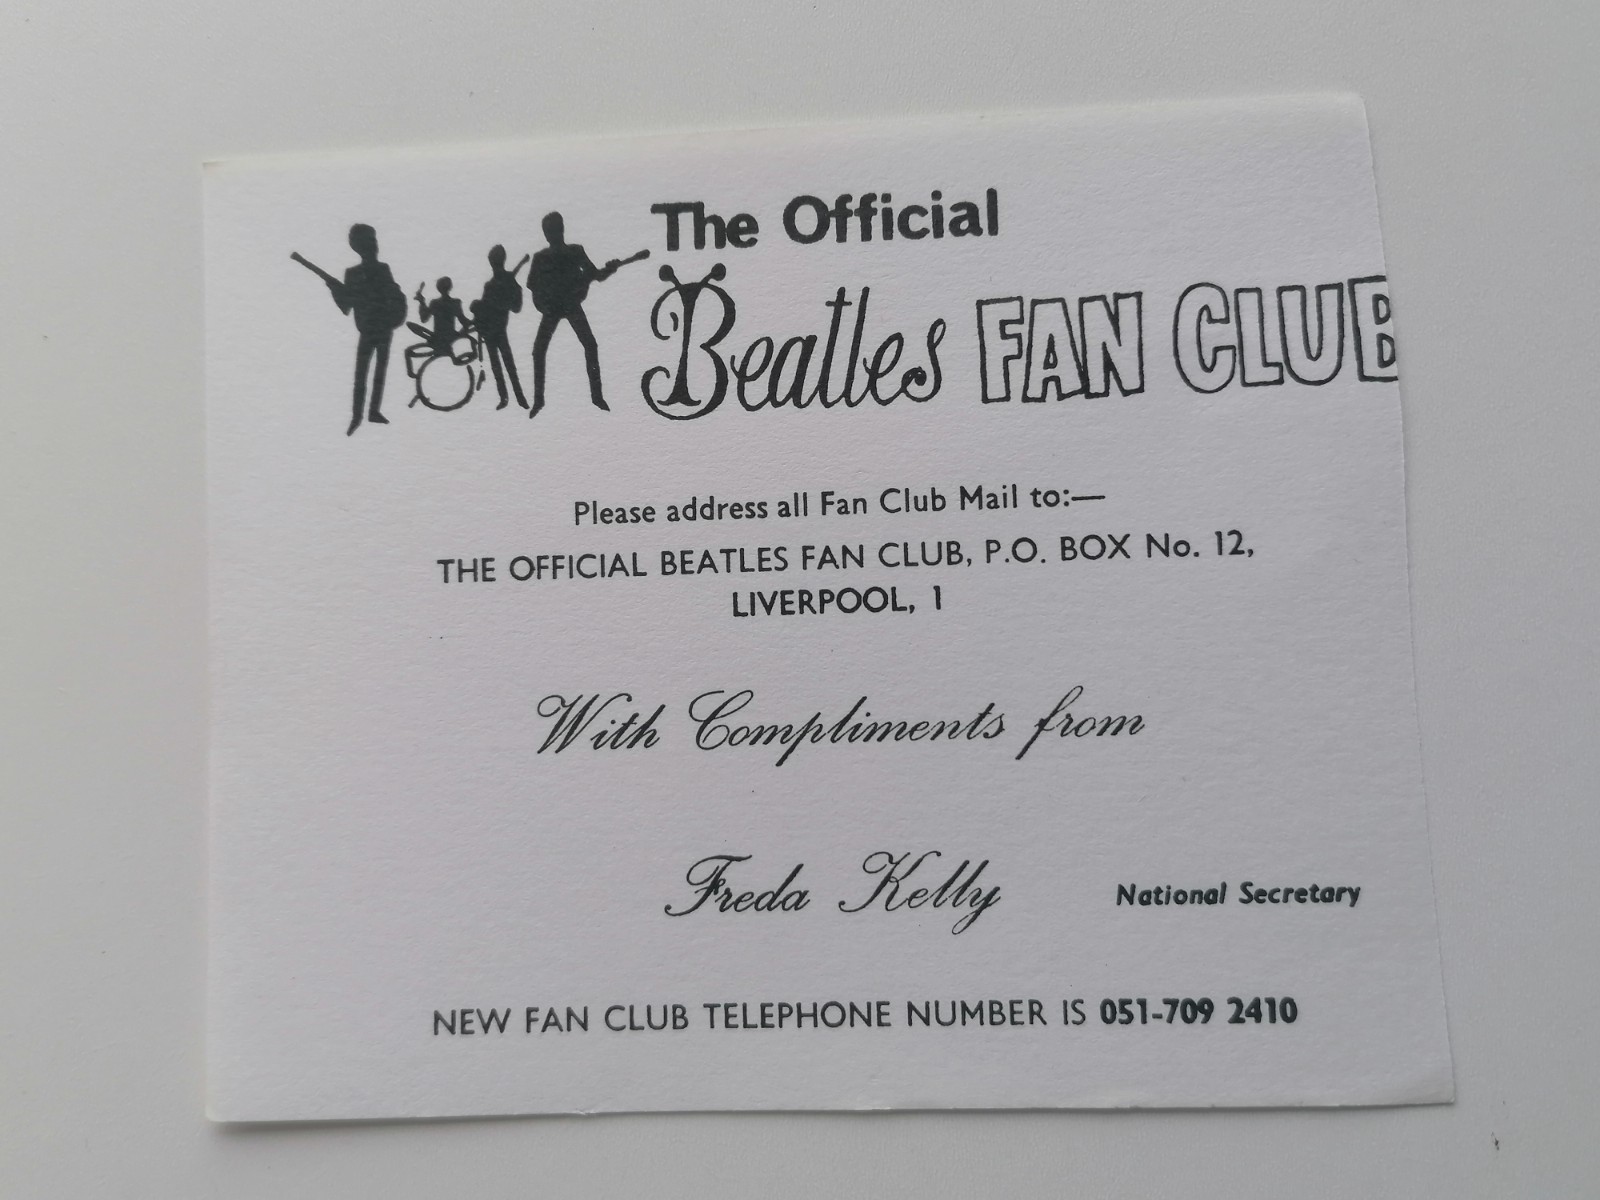 The Official
Beatles FAN CLUB
Please address all Fan Club Mail to:—
THE OFFICIAL BEATLES FAN CLUB, P.O. BOX No. 12,
LIVERPOOL, 1
With Compliments from
Freda Kelly National Secretary
NEW FAN CLUB TELEPHONE NUMBER IS 051-709 2410